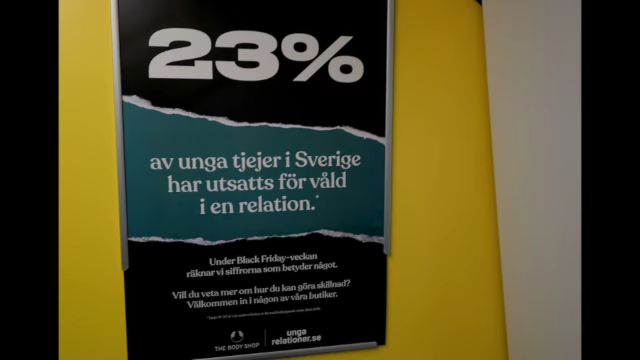 23%
av unga tjejer i Sverige
har utsatts för våld
i en relation.*
Under Black Friday-veckan
räknar vi siffrorna som betyder något.
Vill du veta mer om hur du kan göra skillnad?
Välkommen in i någon av våra butiker.
THE BODY SHOP
unga
relationer.se